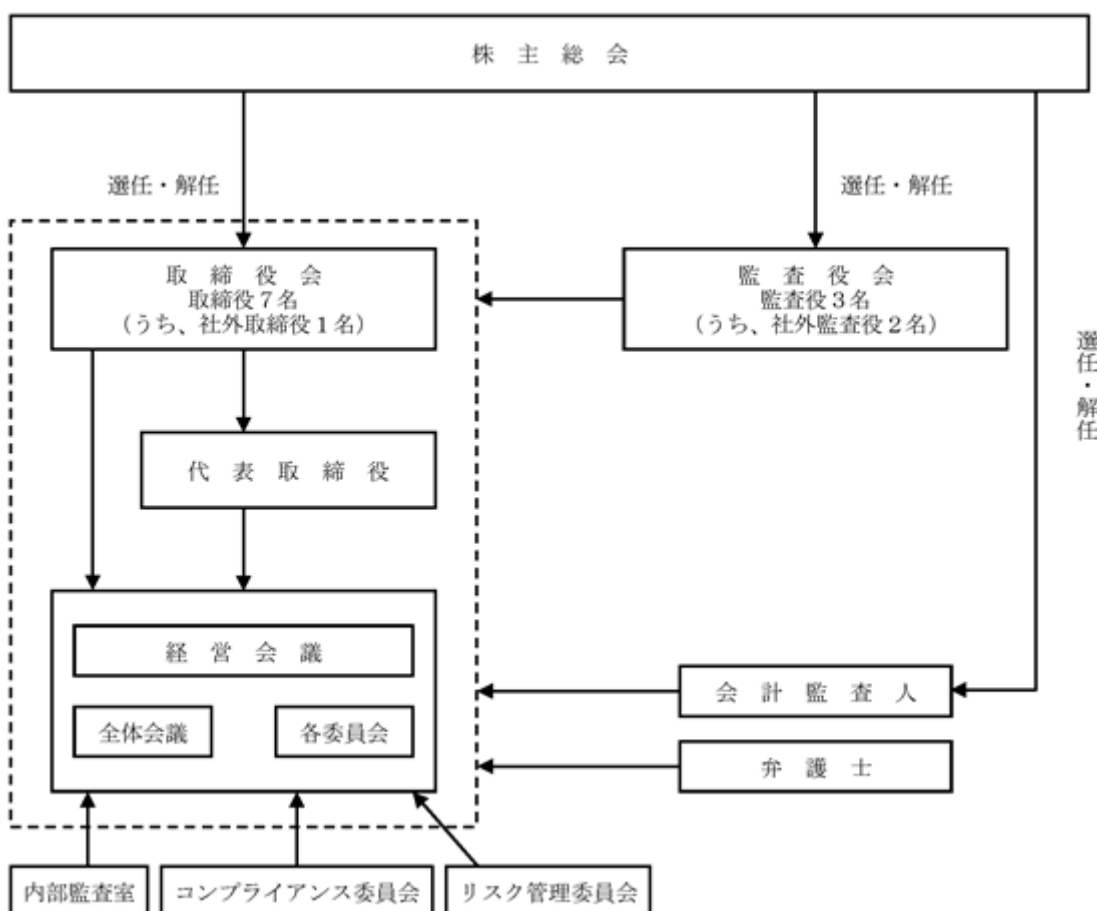 株主総会
選任・解任
選任・解任
取締役会
取締役7名
（うち、社外取締役1名）
監査役会
監査役3名
（うち、社外監査役2名）
選任・解任
代表取締役
経営会議
全体会議
各委員会
会計監査人
弁護士
内部監査室
コンプライアンス委員会
リスク管理委員会